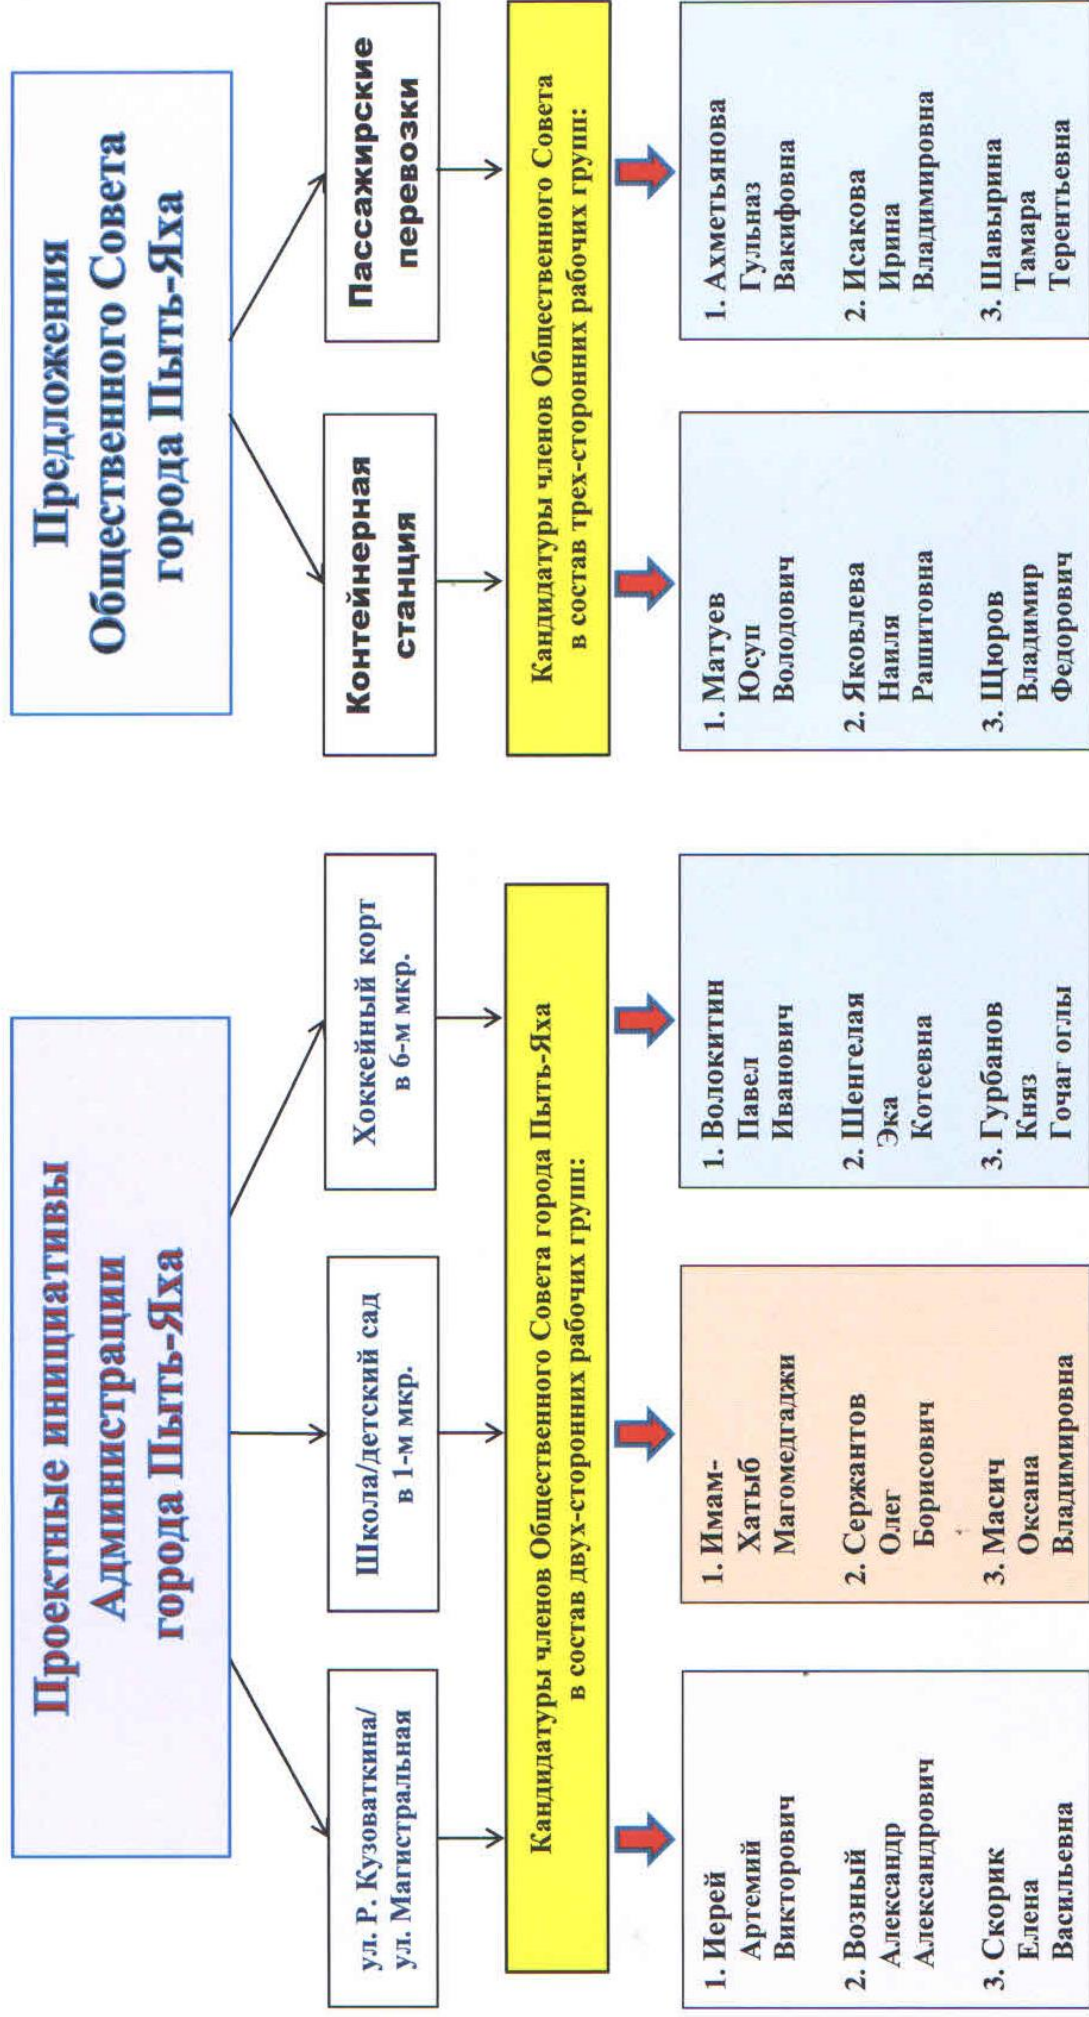 Проектные инициативы
Администрации
города Пыть-Яха
ул. Р. Кузоваткина/
ул. Магистральная
Школа/детский сад
в 1-м мкр.
Хоккейный корт
в 6-м мкр.
Кандидатуры членов Общественного Совета города Пыть-Яха
в состав двух-сторонних рабочих групп:
1. Иерей
Артемий
Викторович
2. Возный
Александр
Александрович
3. Скорик
Елена
Васильевна
1. Имам-
Хатыб
Магомедгаджи
2. Сержантов
Олег
Борисович
3. Масич
Оксана
Владимировна
1. Волокитин
Павел
Иванович
2. Шенгелая
Эка
Котеевна
3. Гурбанов
Княз
Гочаг оглы
Предложения
Общественного Совета
города Пыть-Яха
Контейнерная
станция
Пассажирские
перевозки
Кандидатуры членов Общественного Совета
в состав трех-сторонних рабочих групп:
1. Матуев
Юсуп
Володович
2. Яковлева
Наиля
Рашитовна
3. Щюров
Владимир
Федорович
1. Ахметьянова
Гульназ
Вакифовна
2. Исакова
Ирина
Владимировна
3. Шавырина
Тамара
Терентьевна